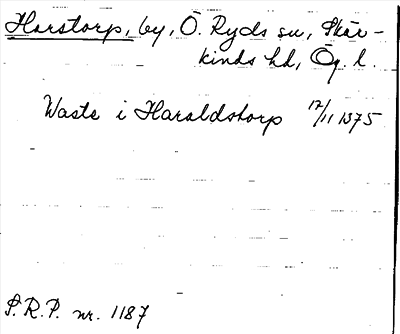 Harstorp, by, Ö. Ryds sn, Skär-
kinds hd, Ög. l.
Waste i Haraldstorp 17/11 1375
S.R.P. nr. 1187